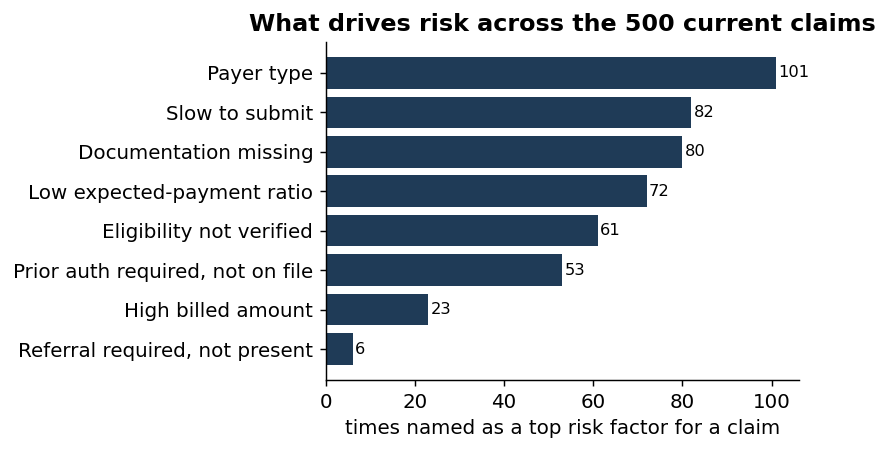 What drives risk across the 500 current claims
Payer type 101
Slow to submit 82
Documentation missing 80
Low expected-payment ratio 72
Eligibility not verified 61
Prior auth required, not on file 53
High billed amount 23
Referral required, not present 6
0 20 40 60 80 100
times named as a top risk factor for a claim